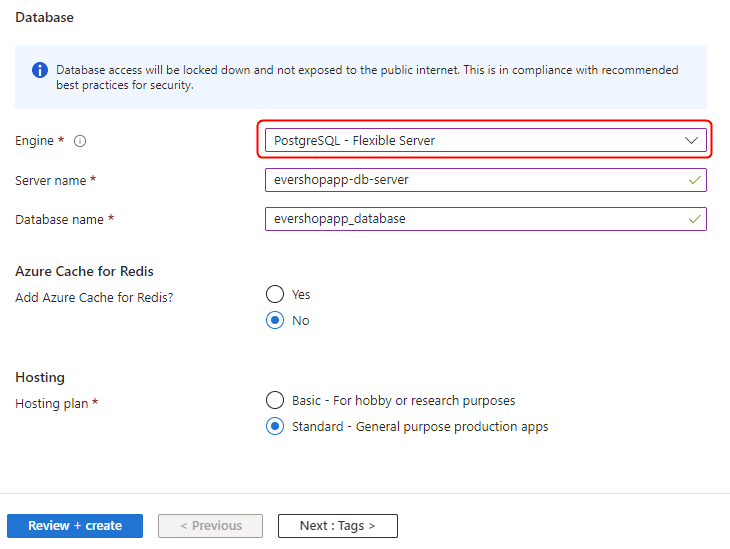 Database
Database access will be locked down and not exposed to the public internet. This is in compliance with recommended
best practices for security.
Engine *
PostgreSQL - Flexible Server
Server name *
evershopapp-db-server
Database name *
evershopapp_database
Azure Cache for Redis
Add Azure Cache for Redis?
Yes
No
Hosting
Hosting plan *
Basic - For hobby or research purposes
Standard - General purpose production apps
Review + create
< Previous
Next : Tags >